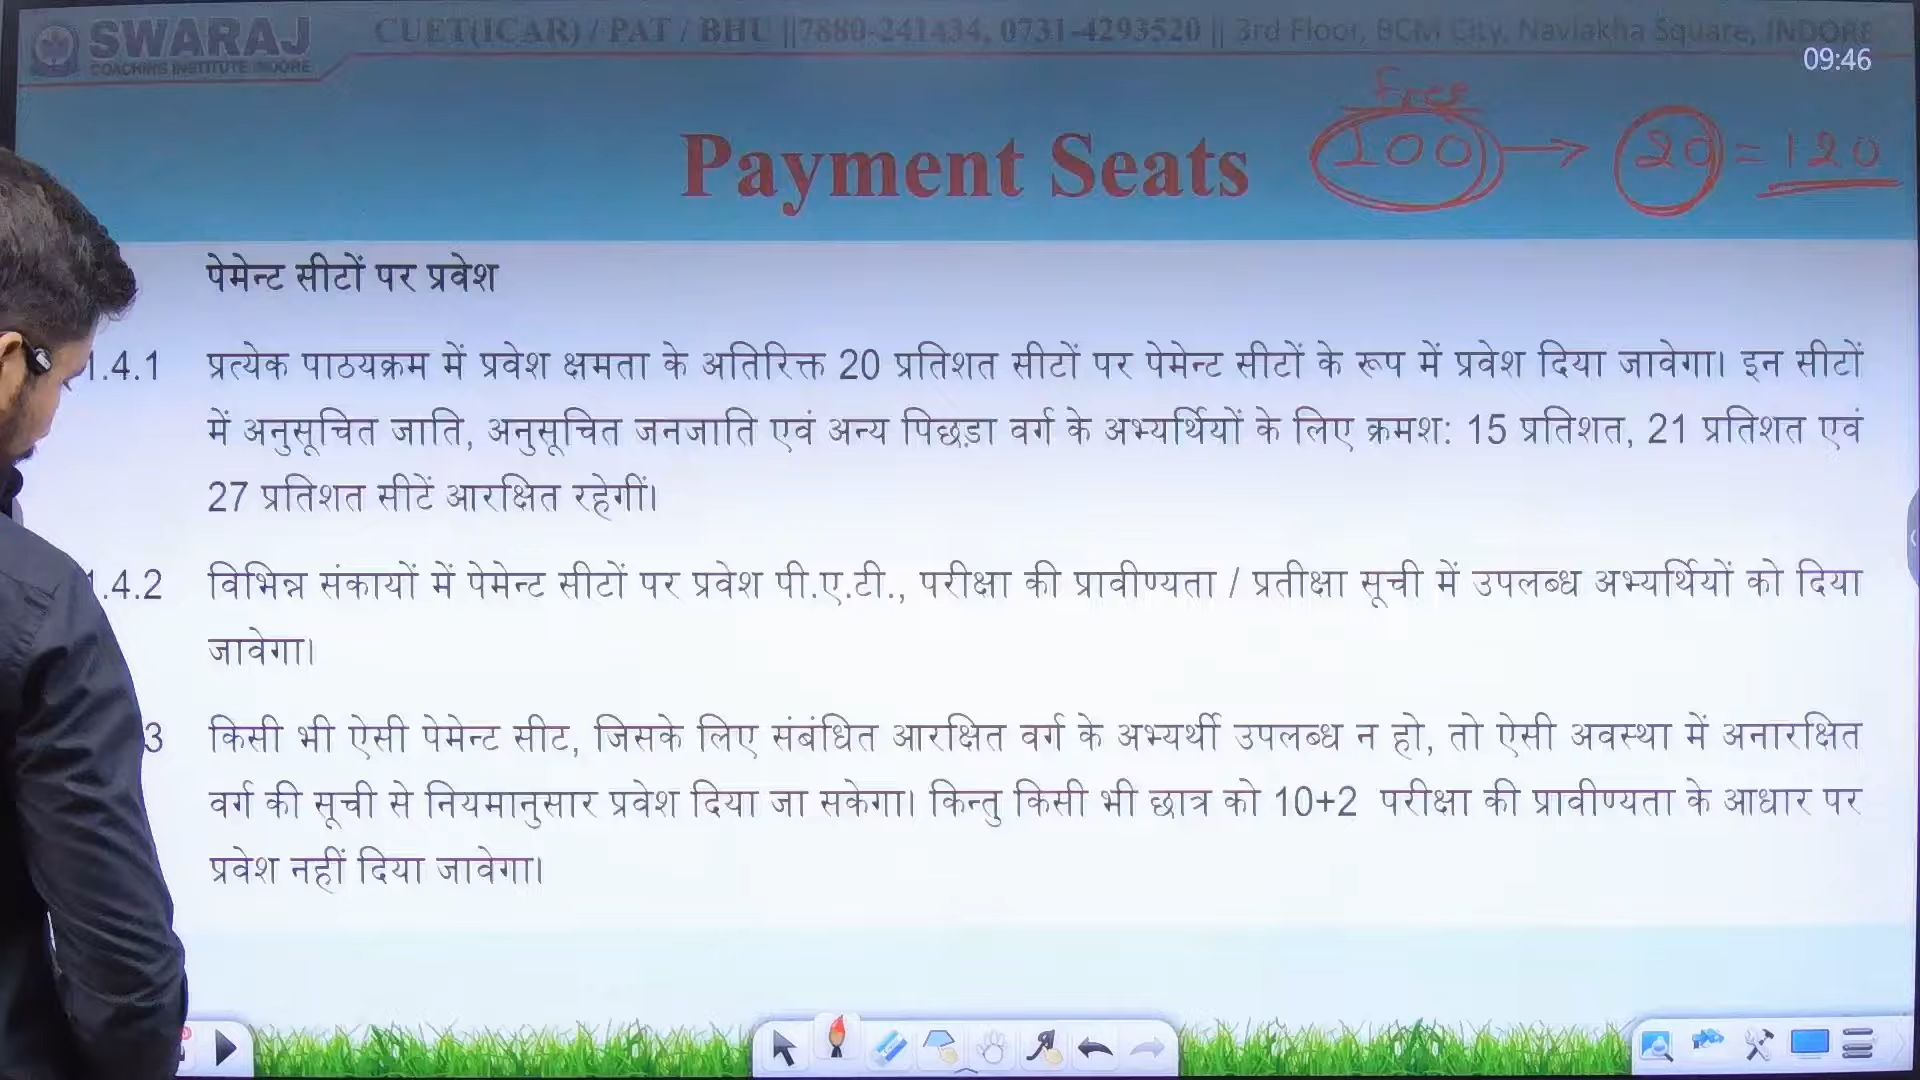 SWARAJ
COACHING INSTITUTE INDORE
CUET(ICAR) / PAT / BHU ||7880-241434, 0731-4293520 || 3rd Floor, BCM City, Navlakha Square, INDORE
09:46
Free
Payment Seats 100 → 20 = 120
पेमेन्ट सीटों पर प्रवेश
1.4.1 प्रत्येक पाठयक्रम में प्रवेश क्षमता के अतिरिक्त 20 प्रतिशत सीटों पर पेमेन्ट सीटों के रूप में प्रवेश दिया जावेगा। इन सीटों
में अनुसूचित जाति, अनुसूचित जनजाति एवं अन्य पिछड़ा वर्ग के अभ्यर्थियों के लिए क्रमश: 15 प्रतिशत, 21 प्रतिशत एवं
27 प्रतिशत सीटें आरक्षित रहेगीं।
1.4.2 विभिन्न संकायों में पेमेन्ट सीटों पर प्रवेश पी.ए.टी., परीक्षा की प्रावीण्यता / प्रतीक्षा सूची में उपलब्ध अभ्यर्थियों को दिया
जावेगा।
3 किसी भी ऐसी पेमेन्ट सीट, जिसके लिए संबंधित आरक्षित वर्ग के अभ्यर्थी उपलब्ध न हो, तो ऐसी अवस्था में अनारक्षित
वर्ग की सूची से नियमानुसार प्रवेश दिया जा सकेगा। किन्तु किसी भी छात्र को 10+2 परीक्षा की प्रावीण्यता के आधार पर
प्रवेश नहीं दिया जावेगा।